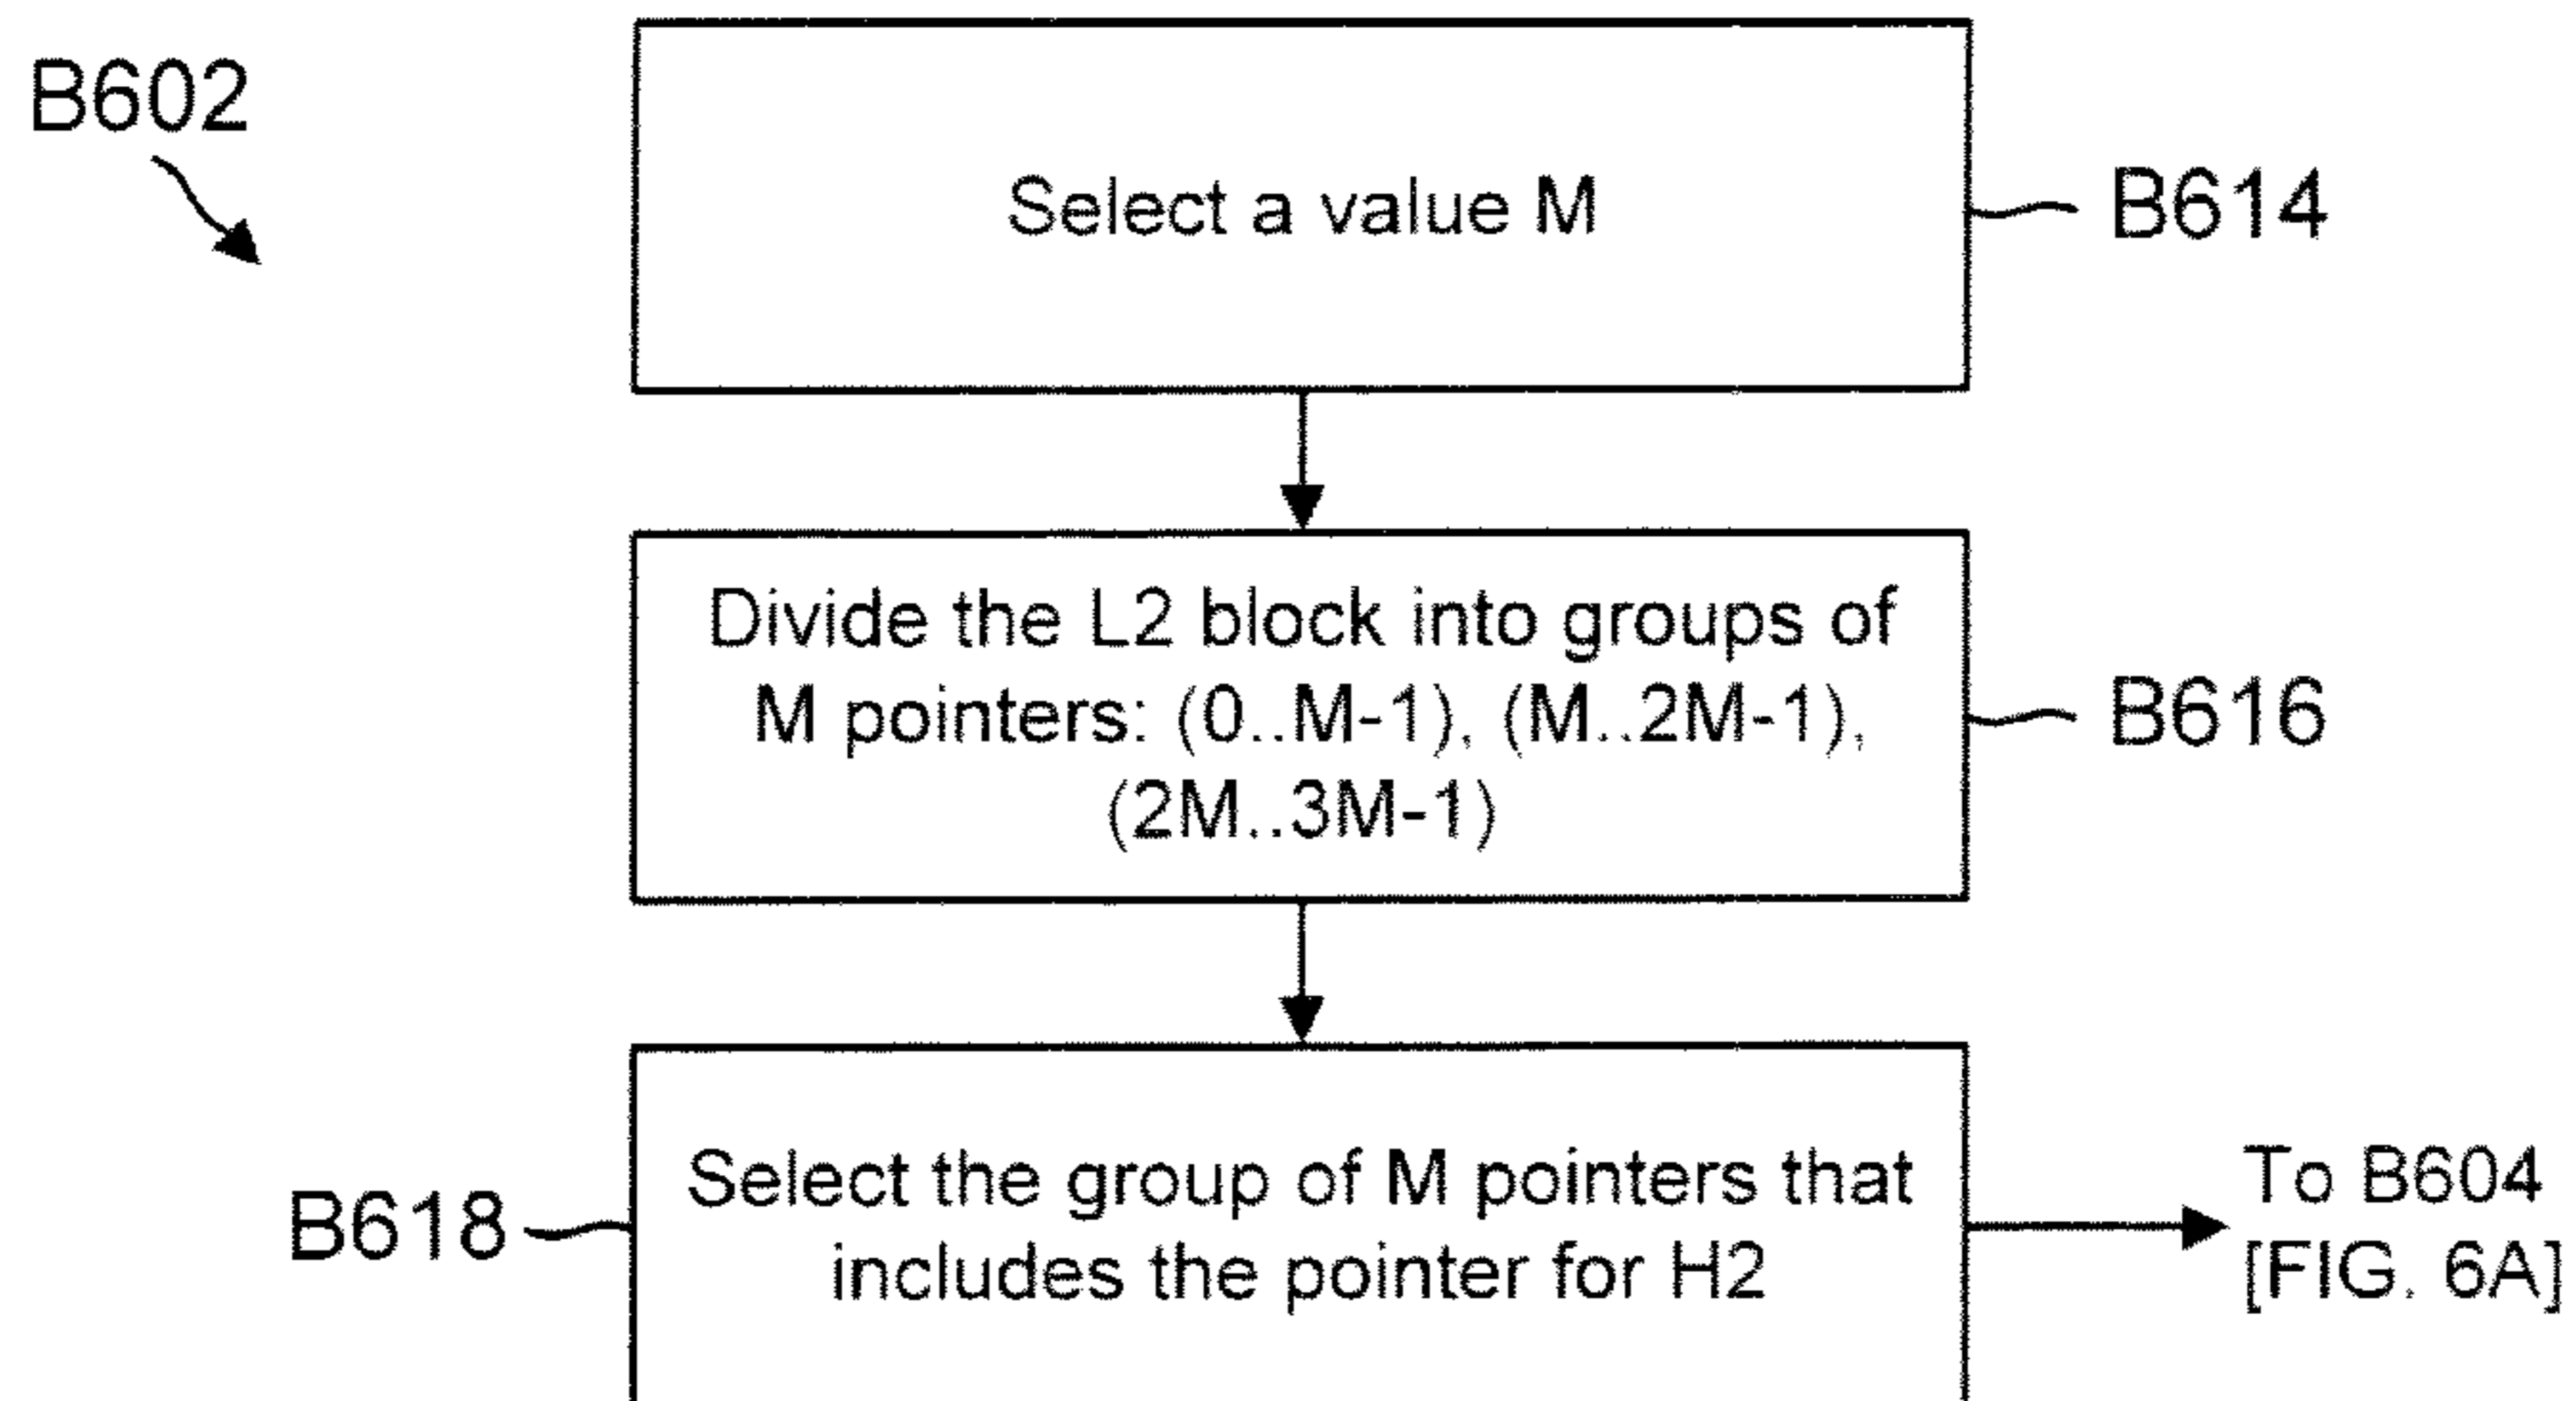 B602
Select a value M
B614
Divide the L2 block into groups of
M pointers: (0..M-1), (M..2M-1),
(2M..3M-1)
B616
B618
Select the group of M pointers that
includes the pointer for H2
To B604
[FIG. 6A]